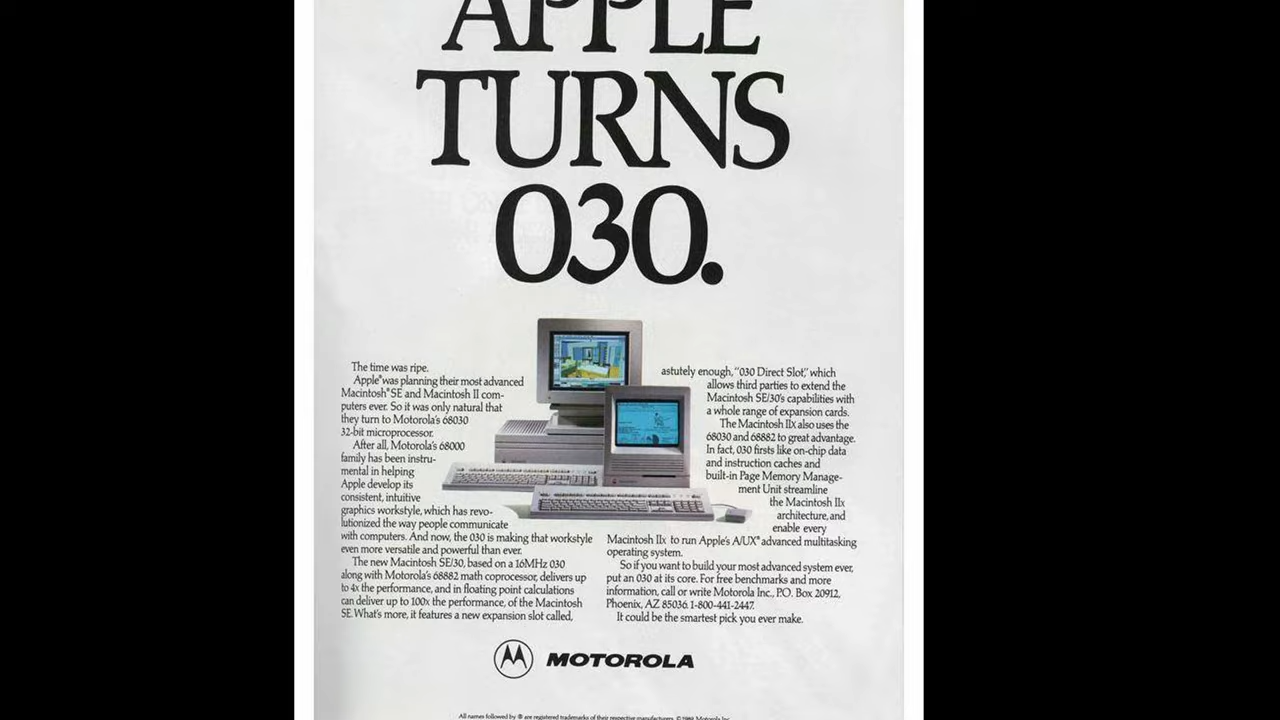 APPLE
TURNS
030.
The time was ripe.
Apple® was planning their most advanced
Macintosh® SE and Macintosh II com-
puters ever. So it was only natural that
they turn to Motorola's 68030
32-bit microprocessor.
After all, Motorola's 68000
family has been instru-
mental in helping
Apple develop its
consistent, intuitive
graphics workstyle, which has revo-
lutionized the way people communicate
with computers. And now, the 030 is making that workstyle
even more versatile and powerful than ever.
The new Macintosh SE/30, based on a 16MHz 030
along with Motorola's 68882 math coprocessor, delivers up
to 4x the performance, and in floating point calculations
can deliver up to 100x the performance, of the Macintosh
SE. What's more, it features a new expansion slot called,
astutely enough, "030 Direct Slot," which
allows third parties to extend the
Macintosh SE/30's capabilities with
a whole range of expansion cards.
The Macintosh IIx also uses the
68030 and 68882 to great advantage.
In fact, 030 firsts like on-chip data
and instruction caches and
built-in Page Memory Manage-
ment Unit streamline
the Macintosh IIx
architecture, and
enable every
Macintosh IIx to run Apple's A/UX® advanced multitasking
operating system.
So if you want to build your most advanced system ever,
put an 030 at its core. For free benchmarks and more
information, call or write Motorola Inc., P.O. Box 20912,
Phoenix, AZ 85036. 1-800-441-2447.
It could be the smartest pick you ever make.
MOTOROLA
All names followed by ® are registered trademarks of their respective manufacturers. ©1989 Motorola Inc.